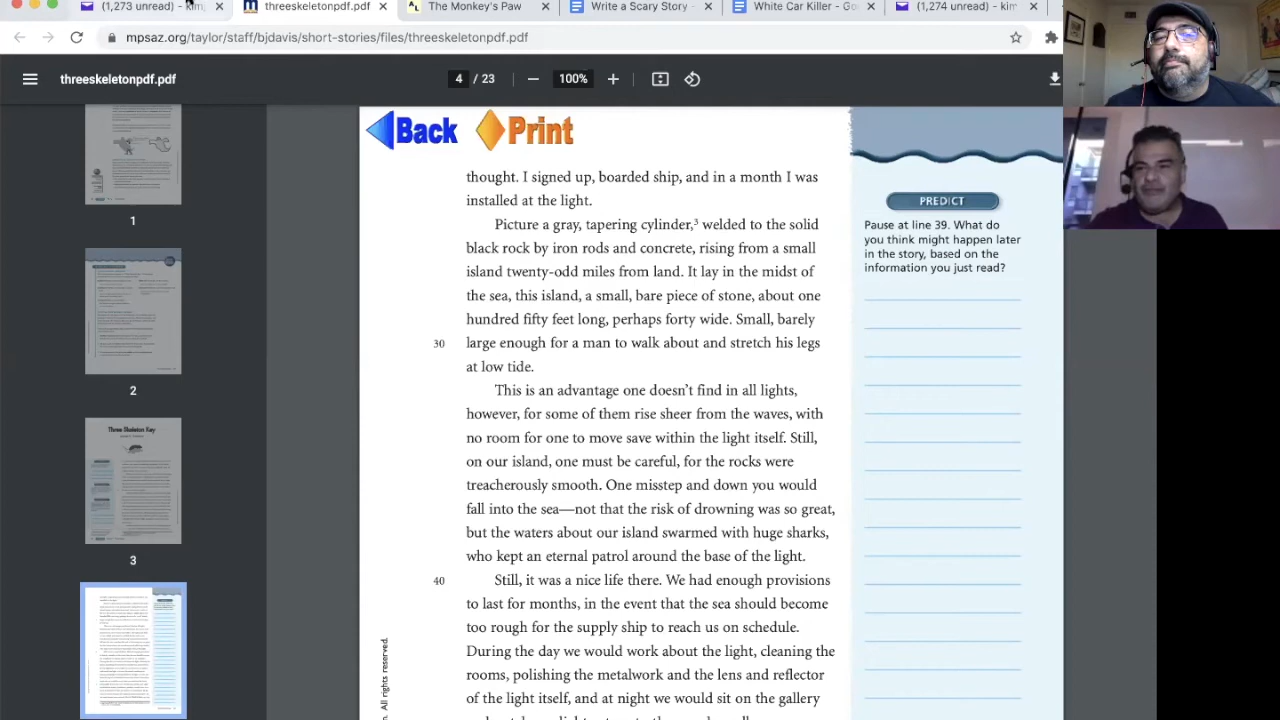 (1,273 unread) - kim
threeskeletonpdf.pdf
The Monkey's Paw
Write a Scary Story -
White Car Killer - Goo
(1,274 unread) - kim
mpsaz.org/taylor/staff/bjdavis/short-stories/files/threeskeletonpdf.pdf
threeskeletonpdf.pdf
4 / 23
100%
1
2
Three Skeleton Key
3
Back
Print
thought. I signed up, boarded ship, and in a month I was
installed at the light.
Picture a gray, tapering cylinder,³ welded to the solid
black rock by iron rods and concrete, rising from a small
island twenty-odd miles from land. It lay in the midst of
the sea, this island, a small, bare piece of stone, about one
hundred fifty long, perhaps forty wide. Small, barely
30 large enough for a man to walk about and stretch his legs
at low tide.
This is an advantage one doesn't find in all lights,
however, for some of them rise sheer from the waves, with
no room for one to move save within the light itself. Still,
on our island, one must be careful, for the rocks were
treacherously smooth. One misstep and down you would
fall into the sea—not that the risk of drowning was so great,
but the waters about our island swarmed with huge sharks,
who kept an eternal patrol around the base of the light.
40 Still, it was a nice life there. We had enough provisions
to last for months, in the event that the sea should become
too rough for the supply ship to reach us on schedule.
During the day we would work about the light, cleaning the
rooms, polishing the metalwork and the lens and reflector
of the light itself, and at night we would sit on the gallery
PREDICT
Pause at line 39. What do
you think might happen later
in the story, based on the
information you just read?
All rights reserved.